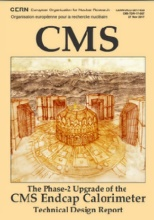 CERN European Organization for Nuclear Research
Organisation européenne pour la recherche nucléaire
CMS
The Phase-2 Upgrade of the
CMS Endcap Calorimeter
Technical Design Report